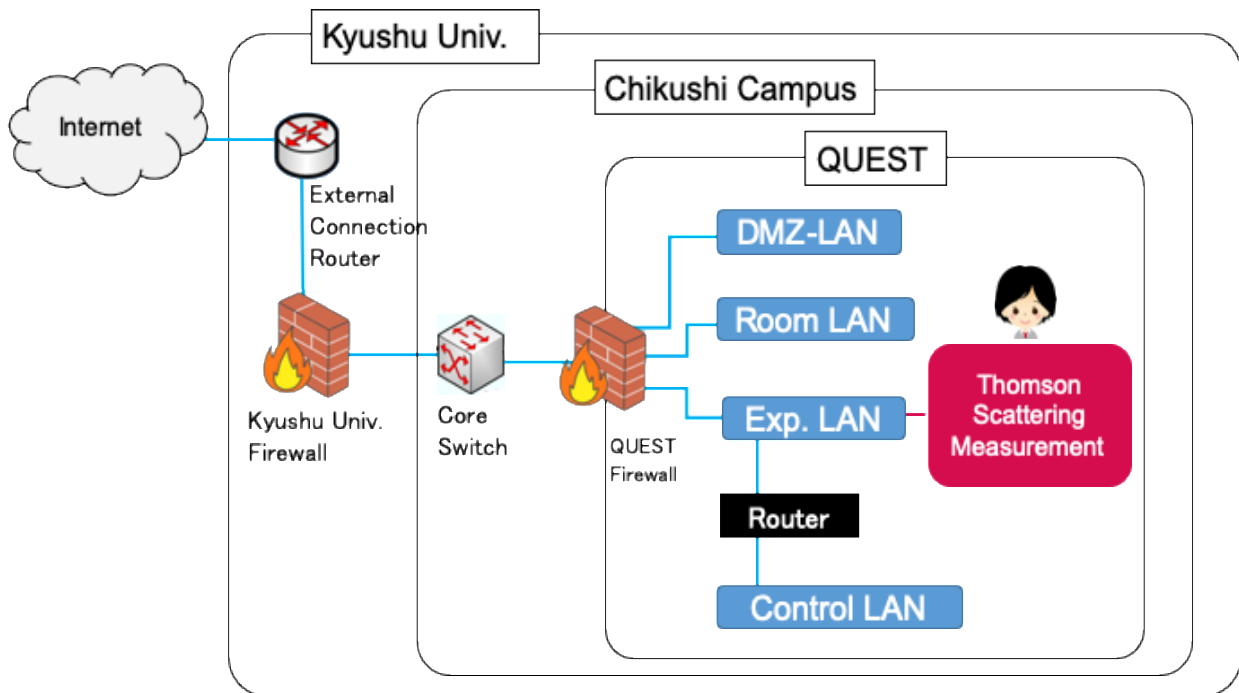 Kyushu Univ.
Chikushi Campus
QUEST
Internet
External
Connection
Router
DMZ-LAN
Room LAN
Exp. LAN
Thomson
Scattering
Measurement
Kyushu Univ.
Firewall
Core
Switch
QUEST
Firewall
Router
Control LAN